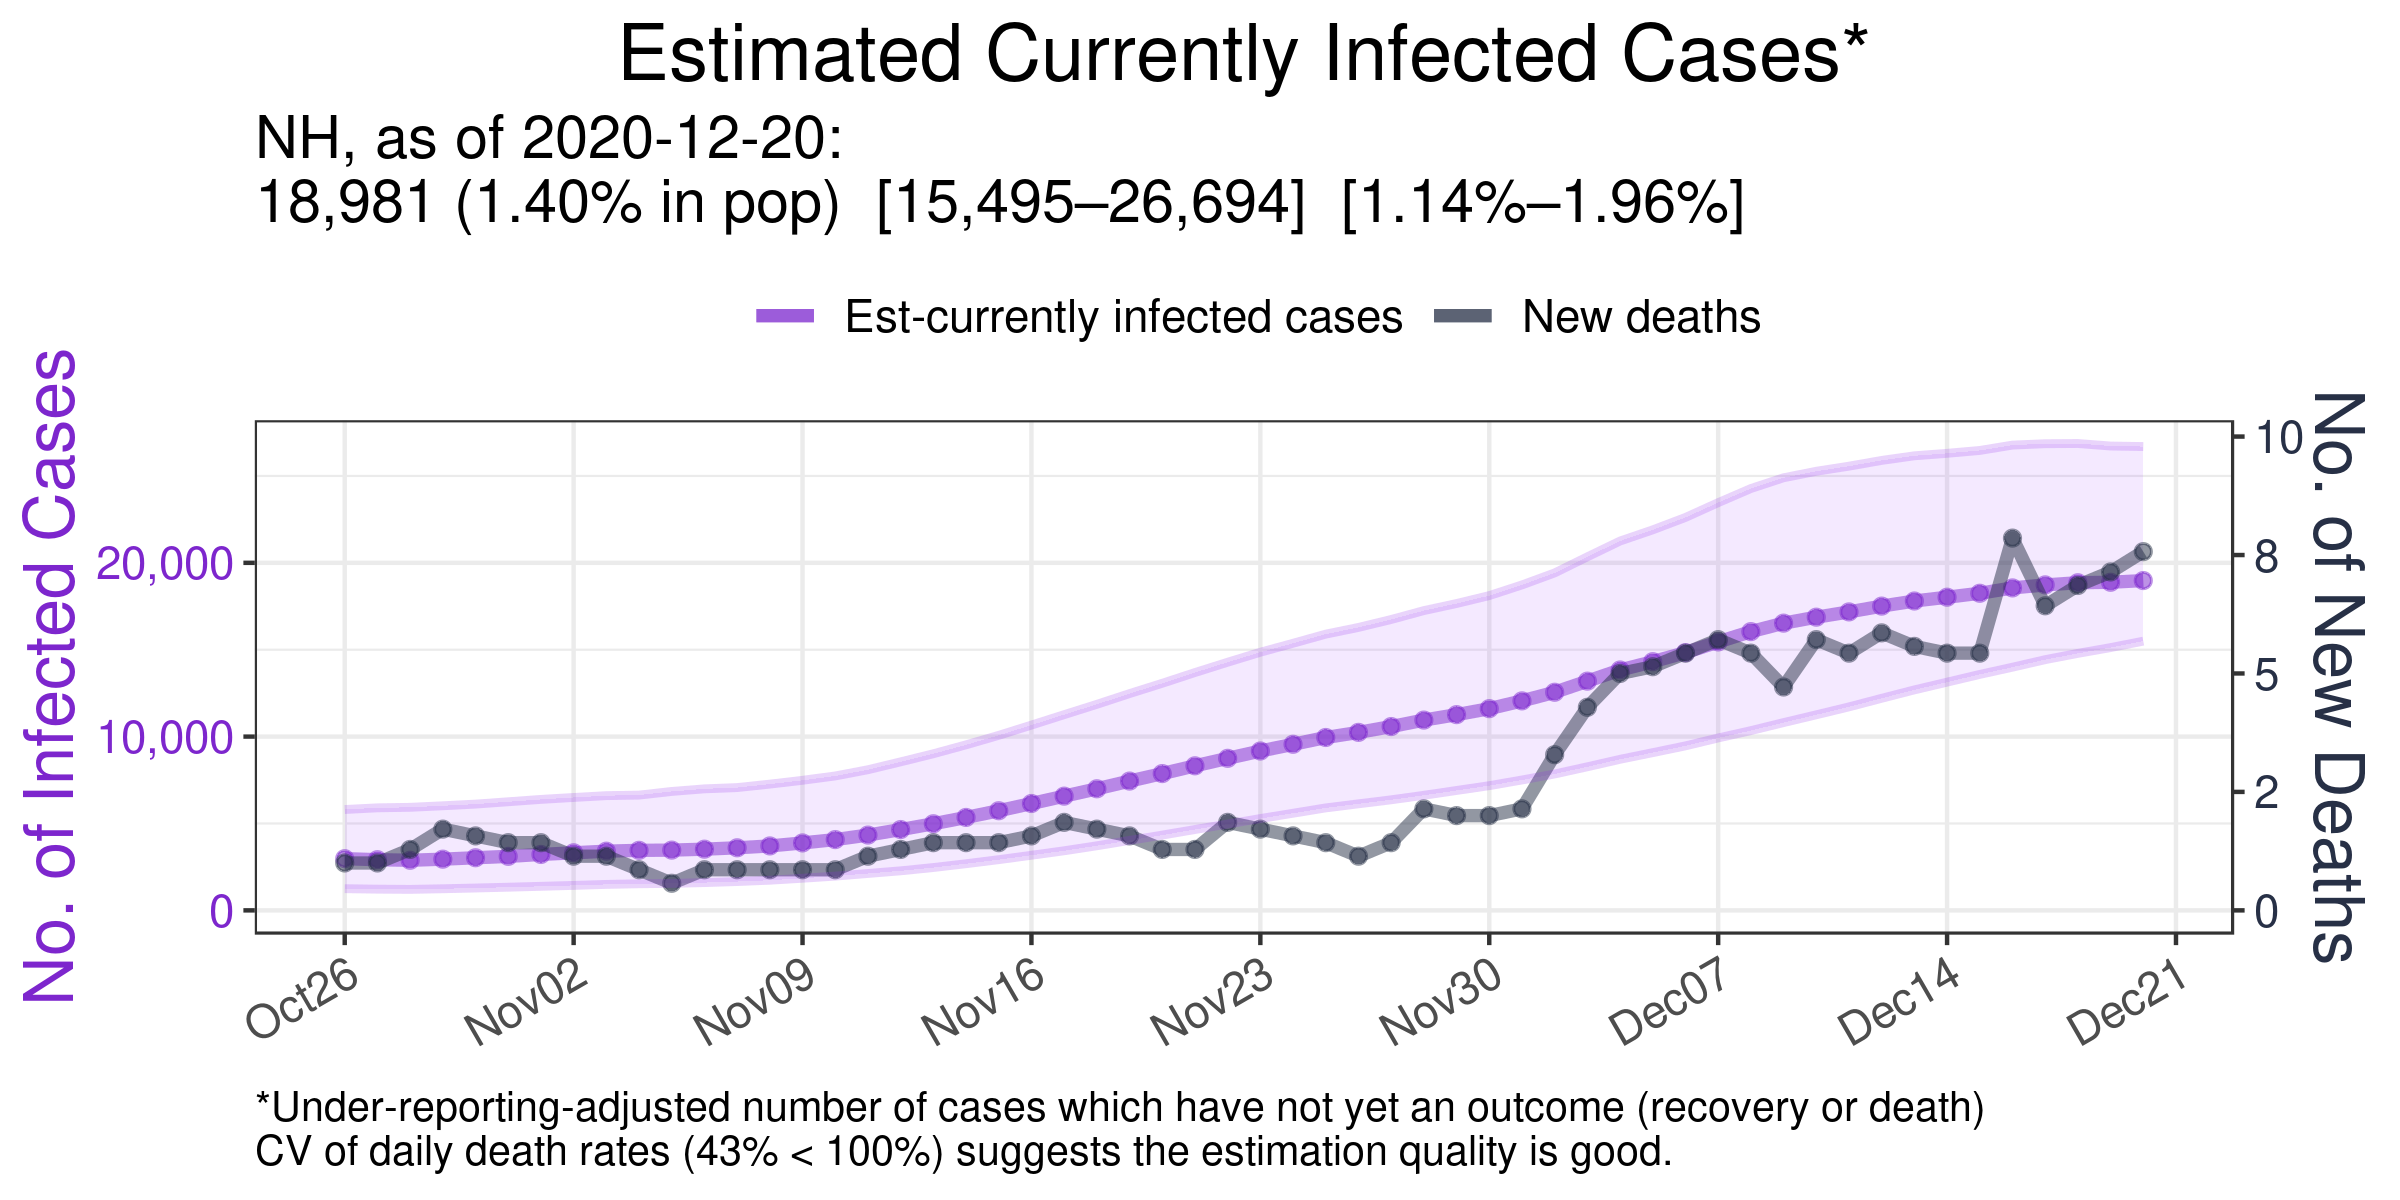 Estimated Currently Infected Cases*
NH, as of 2020-12-20:
18,981 (1.40% in pop)  [15,495–26,694]  [1.14%–1.96%]
Est-currently infected cases
New deaths
No. of Infected Cases
20,000
10,000
0
No. of New Deaths
10
8
5
2
0
Oct26
Nov02
Nov09
Nov16
Nov23
Nov30
Dec07
Dec14
Dec21
*Under-reporting-adjusted number of cases which have not yet an outcome (recovery or death)
CV of daily death rates (43% < 100%) suggests the estimation quality is good.